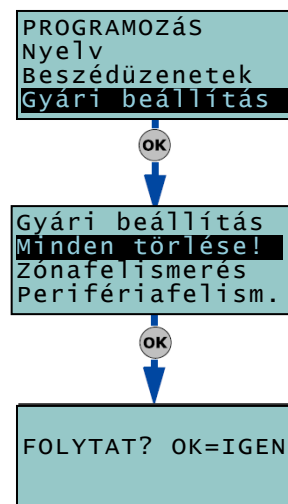 PROGRAMOZáS
Nyelv
Beszédüzenetek
Gyári beállítás
OK
Gyári beállítás
Minden törlése!
Zónafelismerés
Perifériafelism.
OK
FOLYTAT? OK=IGEN